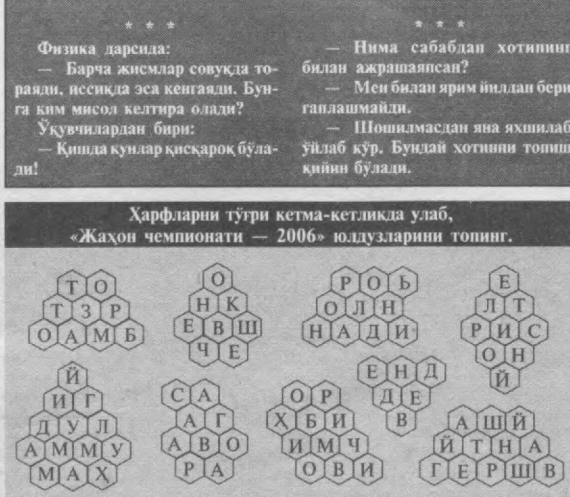 * * *
Физика дарсида:
— Барча жисмлар совуқда то-
раяди, иссиқда эса кенгаяди. Бун-
га ким мисол келтира олади?
Ўқувчилардан бири:
— Қишда кунлар қисқароқ бўла-
ди!
* * *
— Нима сабабдан хотининг
билан ажрашаяпсан?
— Мен билан ярим йилдан бери
гаплашмайди.
— Шошилмасдан яна яхшилаб
ўйлаб кўр. Бундай хотинни топиш
қийин бўлади.
Ҳарфларни тўғри кетма-кетликда улаб,
«Жаҳон чемпионати — 2006» юлдузларини топинг.
Т О
Т З Р
О А М Б
О
Н К
Е В Ш
Ч Е
Р О Ь
О Л Н
Н А Д И
Е
Л Т
Р И С
О Н
Й
Й
И Г
Д У Л
А М М У
М А Ҳ
С А
А Г
А В О
Р А
О Р
Ҳ Б И
И М Ч
О В И
Е Н Д
Д Е
В
А Ш Й
Й Т Н А
Г Е Р Ш В